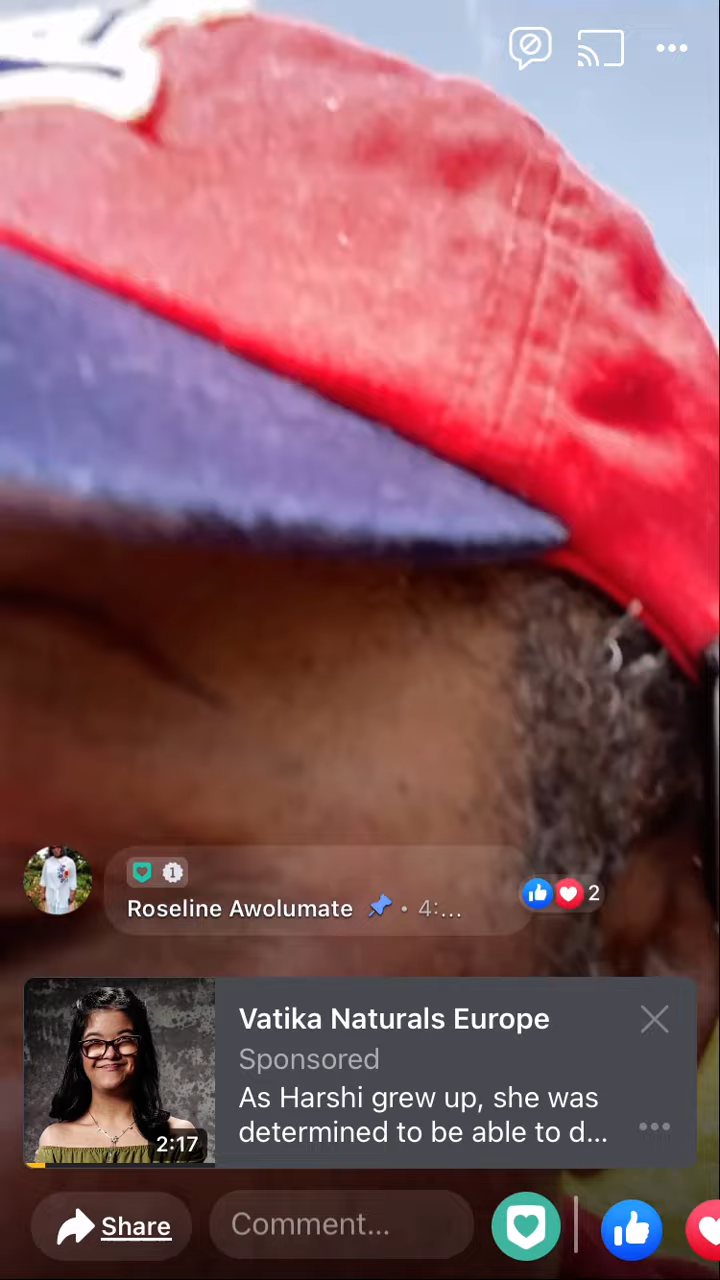 1
Roseline Awolumate • 4:...
2
Vatika Naturals Europe
Sponsored
As Harshi grew up, she was
determined to be able to d...
2:17
Share
Comment...